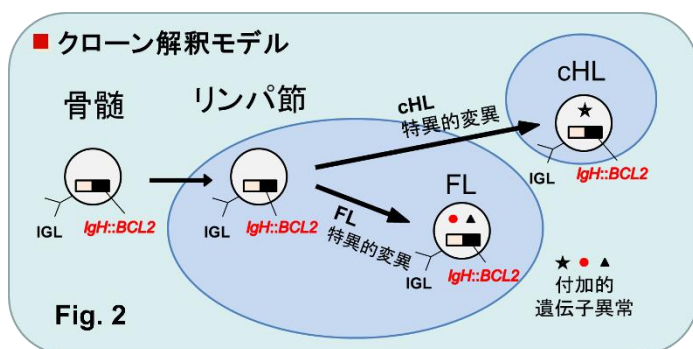 ■ クローン解釈モデル
骨髄
リンパ節
cHL
cHL
特異的変異
IGL
IgH::BCL2
IGL
IgH::BCL2
IGL
IgH::BCL2
FL
FL
特異的変異
IGL
IgH::BCL2
★ ● ▲
付加的
遺伝子異常
Fig. 2